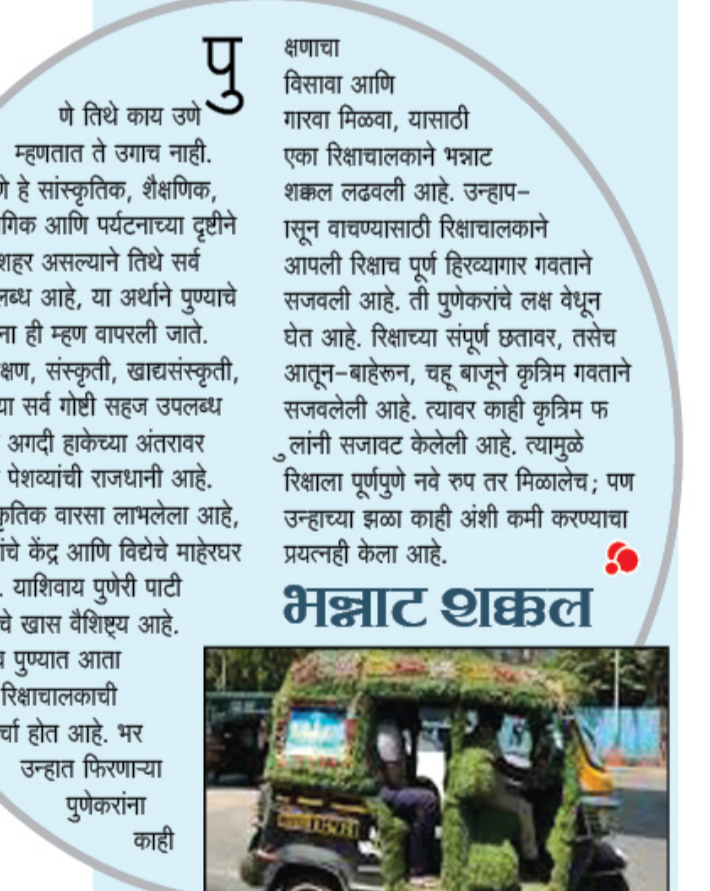 पु
णे तिथे काय उणे
म्हणतात ते उगाच नाही.
हे सांस्कृतिक, शैक्षणिक,
आणि पर्यटनाच्या दृष्टीने
शहर असल्याने तिथे सर्व
आहे, या अर्थाने पुण्याचे
ना ही म्हण वापरली जाते.
संस्कृती, खाद्यसंस्कृती,
या सर्व गोष्टी सहज उपलब्ध
अगदी हाकेच्या अंतरावर
पेशव्यांची राजधानी आहे.
वारसा लाभलेला आहे,
चे केंद्र आणि विद्येचे माहेरघर
. याशिवाय पुणेरी पाटी
चे खास वैशिष्ट्य आहे.
पुण्यात आता
रिक्षाचालकाची
र्चा होत आहे. भर
उन्हात फिरणाऱ्या
पुणेकरांना
काही
क्षणाचा
विसावा आणि
गारवा मिळवा, यासाठी
एका रिक्षाचालकाने भन्नाट
शक्कल लढवली आहे. उन्हाप-
ासून वाचण्यासाठी रिक्षाचालकाने
आपली रिक्षाच पूर्ण हिरव्यागार गवताने
सजवली आहे. ती पुणेकरांचे लक्ष वेधून
घेत आहे. रिक्षाच्या संपूर्ण छतावर, तसेच
आतून-बाहेरून, चहू बाजूने कृत्रिम गवताने
सजवलेली आहे. त्यावर काही कृत्रिम फ
ुलांनी सजावट केलेली आहे. त्यामुळे
रिक्षाला पूर्णपुणे नवे रुप तर मिळालेच; पण
उन्हाच्या झळा काही अंशी कमी करण्याचा
प्रयत्नही केला आहे.
भन्नाट शक्कल